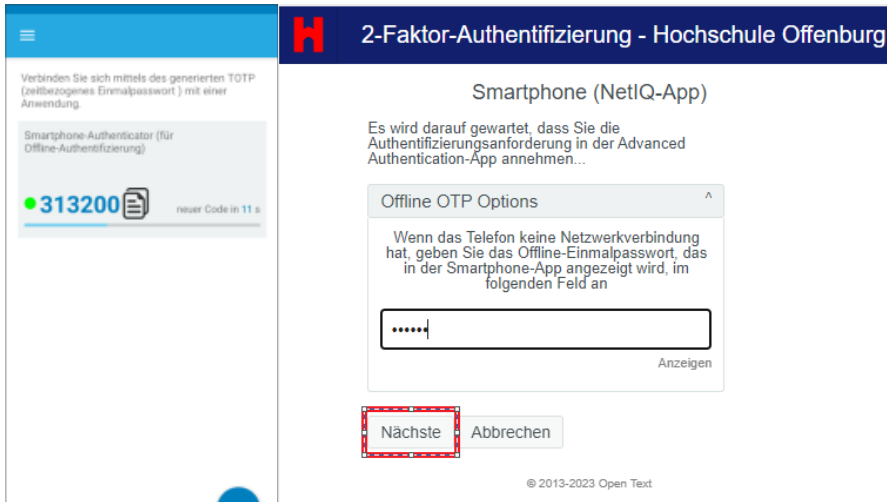 Verbinden Sie sich mittels des generierten TOTP
(zeitbezogenes Einmalpasswort ) mit einer
Anwendung.
Smartphone-Authenticator (für
Offline-Authentifizierung)
313200
neuer Code in 11 s
H
2-Faktor-Authentifizierung - Hochschule Offenburg
Smartphone (NetIQ-App)
Es wird darauf gewartet, dass Sie die
Authentifizierungsanforderung in der Advanced
Authentication-App annehmen...
Offline OTP Options ^
Wenn das Telefon keine Netzwerkverbindung
hat, geben Sie das Offline-Einmalpasswort, das
in der Smartphone-App angezeigt wird, im
folgenden Feld an
••••••
Anzeigen
Nächste Abbrechen
© 2013-2023 Open Text